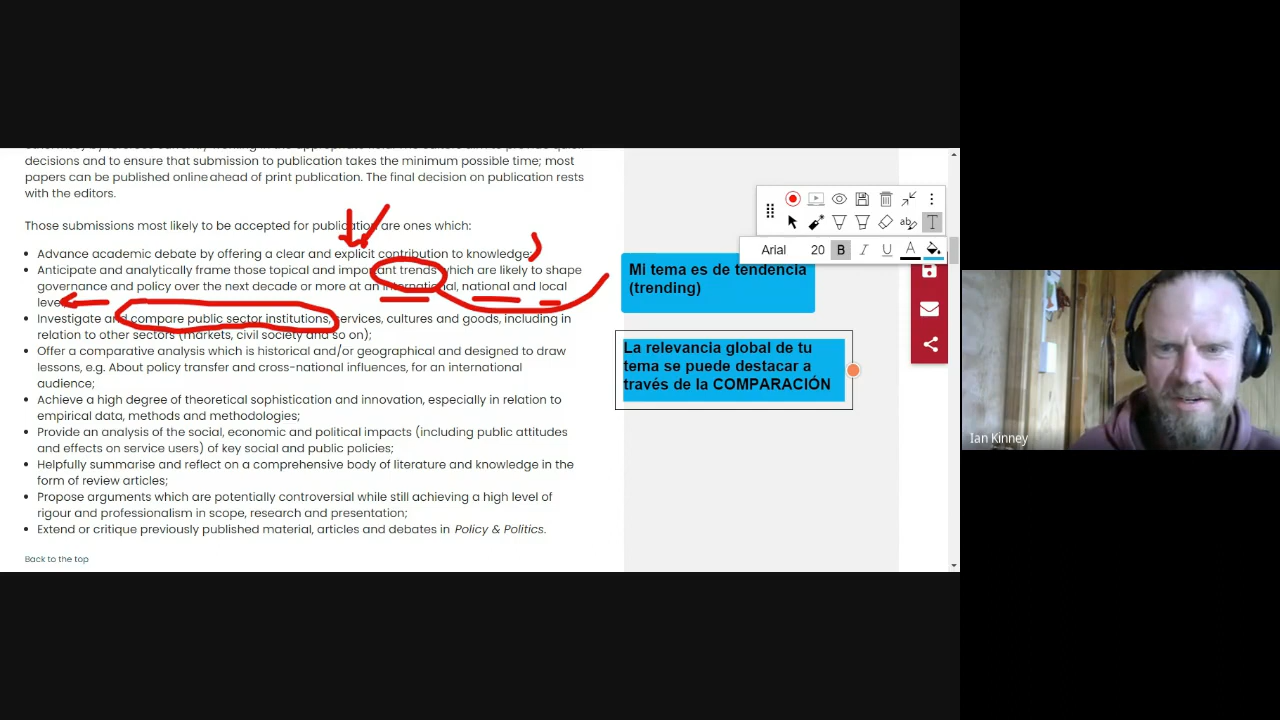 decisions and to ensure that submission to publication takes the minimum possible time; most
papers can be published online ahead of print publication. The final decision on publication rests
with the editors.
Those submissions most likely to be accepted for publication are ones which:
Advance academic debate by offering a clear and explicit contribution to knowledge;
Anticipate and analytically frame those topical and important trends which are likely to shape
governance and policy over the next decade or more at an international, national and local
level;
Investigate and compare public sector institutions, services, cultures and goods, including in
relation to other sectors (markets, civil society and so on);
Offer a comparative analysis which is historical and/or geographical and designed to draw
lessons, e.g. About policy transfer and cross-national influences, for an international
audience;
Achieve a high degree of theoretical sophistication and innovation, especially in relation to
empirical data, methods and methodologies;
Provide an analysis of the social, economic and political impacts (including public attitudes
and effects on service users) of key social and public policies;
Helpfully summarise and reflect on a comprehensive body of literature and knowledge in the
form of review articles;
Propose arguments which are potentially controversial while still achieving a high level of
rigour and professionalism in scope, research and presentation;
Extend or critique previously published material, articles and debates in Policy & Politics.
Back to the top
Mi tema es de tendencia
(trending)
La relevancia global de tu
tema se puede destacar a
través de la COMPARACIÓN
ab
T
Arial 20 B I U A
Ian Kinney